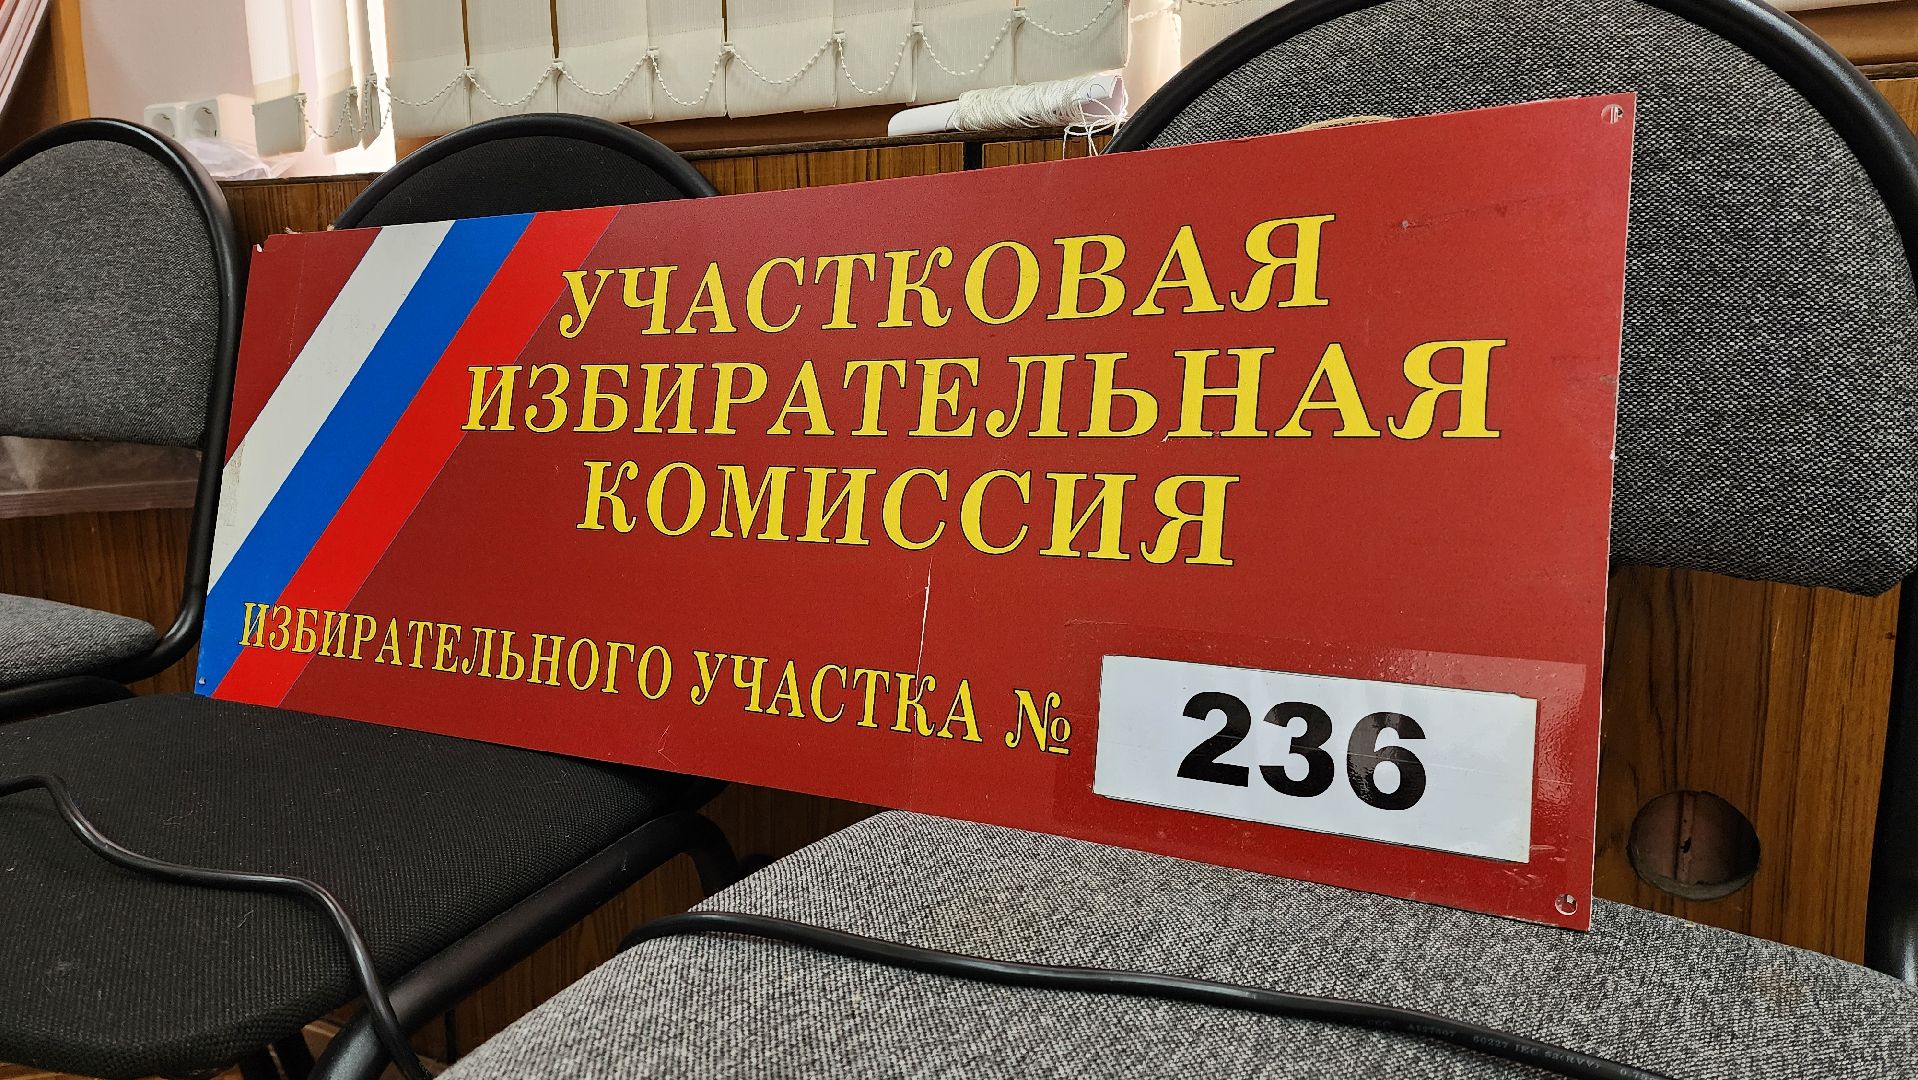 УЧАСТКОВАЯ
ИЗБИРАТЕЛЬНАЯ
КОМИССИЯ
ИЗБИРАТЕЛЬНОГО УЧАСТКА № 236